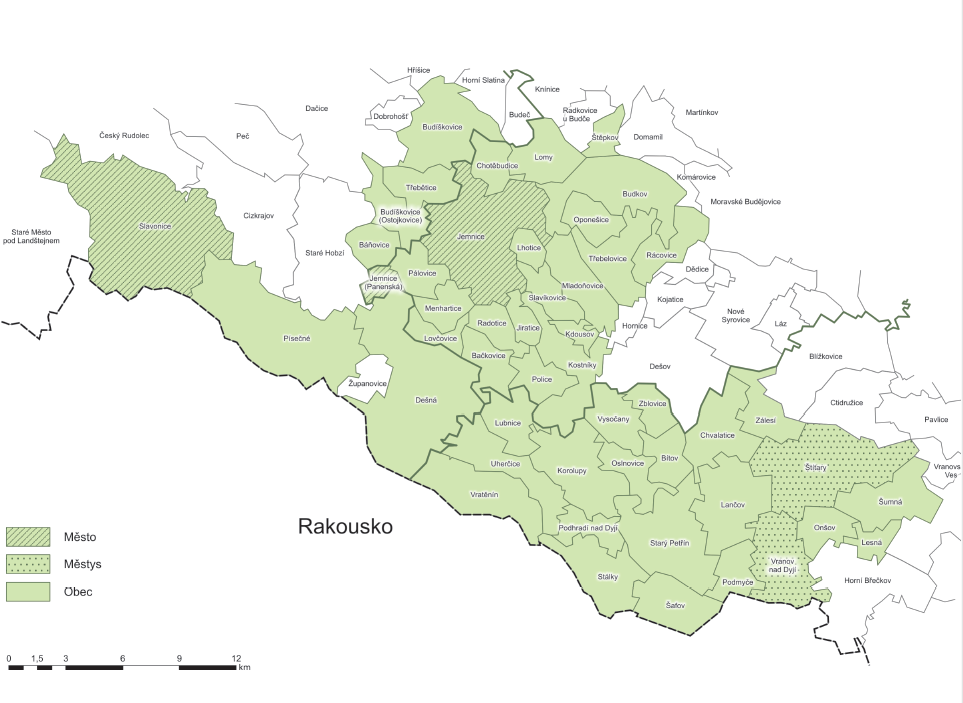 Hříšice
Horní Slatina
Knínice
Dačice
Dobrohošť
Budeč
Radkovice
u Budče
Martínkov
Český Rudolec
Peč
Budíškovice
Štěpkov
Domamil
Lomy
Chotěbudice
Komárovice
Třebětice
Budkov
Moravské Budějovice
Cizkrajov
Budíškovice
(Ostojkovice)
Oponešice
Slavonice
Staré Město
pod Landštejnem
Jemnice
Báňovice
Lhotice
Staré Hobzí
Třebelovice
Rácovice
Pálovice
Dědice
Jemnice
(Panenská)
Mladoňovice
Slavíkovice
Kojatice
Menhartice
Nové
Syrovice
Láz
Radotice
Jiratice
Hornice
Kdousov
Písečné
Lovčovice
Bačkovice
Blížkovice
Kostníky
Dešov
Police
Županovice
Dešná
Zblovice
Ctidružice
Vysočany
Lubnice
Zálesí
Pavlice
Chvalatice
Bítov
Uherčice
Oslnovice
Štítary
Vranovs
Ves
Korolupy
Vratěnín
Šumná
Lančov
Rakousko
Podhradí nad Dyjí
Onšov
Město
Starý Petřín
Lesná
Městys
Vranov
nad Dyjí
Stálky
Podmyče
Horní Břečkov
Obec
Šafov
0 1,5 3 6 9 12
km